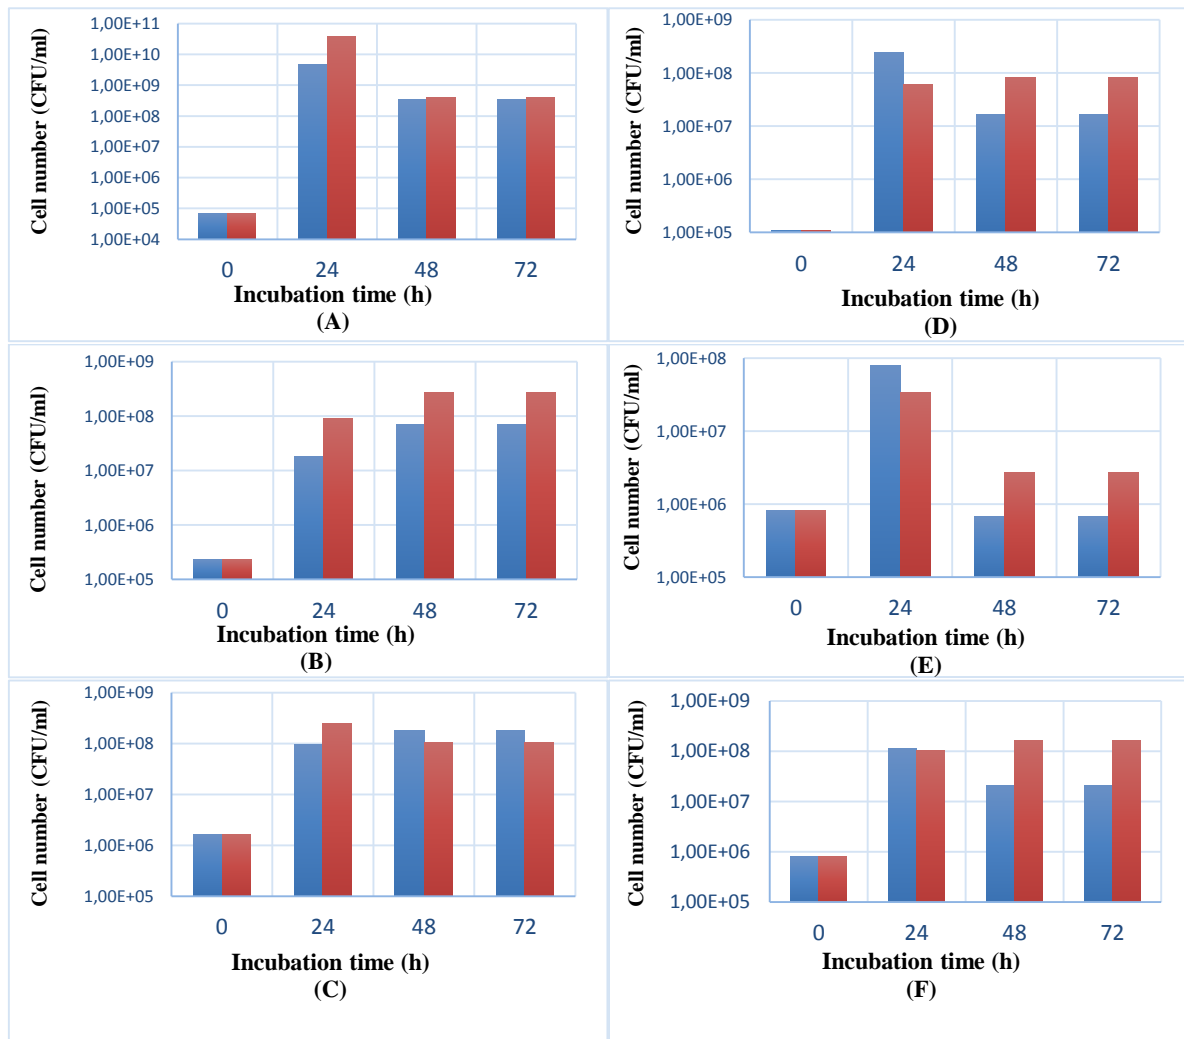 Cell number (CFU/ml)
1,00E+11
1,00E+10
1,00E+09
1,00E+08
1,00E+07
1,00E+06
1,00E+05
1,00E+04
0 24 48 72
Incubation time (h)
(A)
Cell number (CFU/ml)
1,00E+09
1,00E+08
1,00E+07
1,00E+06
1,00E+05
0 24 48 72
Incubation time (h)
(D)
Cell number (CFU/ml)
1,00E+09
1,00E+08
1,00E+07
1,00E+06
1,00E+05
0 24 48 72
Incubation time (h)
(B)
Cell number (CFU/ml)
1,00E+08
1,00E+07
1,00E+06
1,00E+05
0 24 48 72
Incubation time (h)
(E)
Cell number (CFU/ml)
1,00E+09
1,00E+08
1,00E+07
1,00E+06
1,00E+05
0 24 48 72
Incubation time (h)
(C)
Cell number (CFU/ml)
1,00E+09
1,00E+08
1,00E+07
1,00E+06
1,00E+05
0 24 48 72
Incubation time (h)
(F)